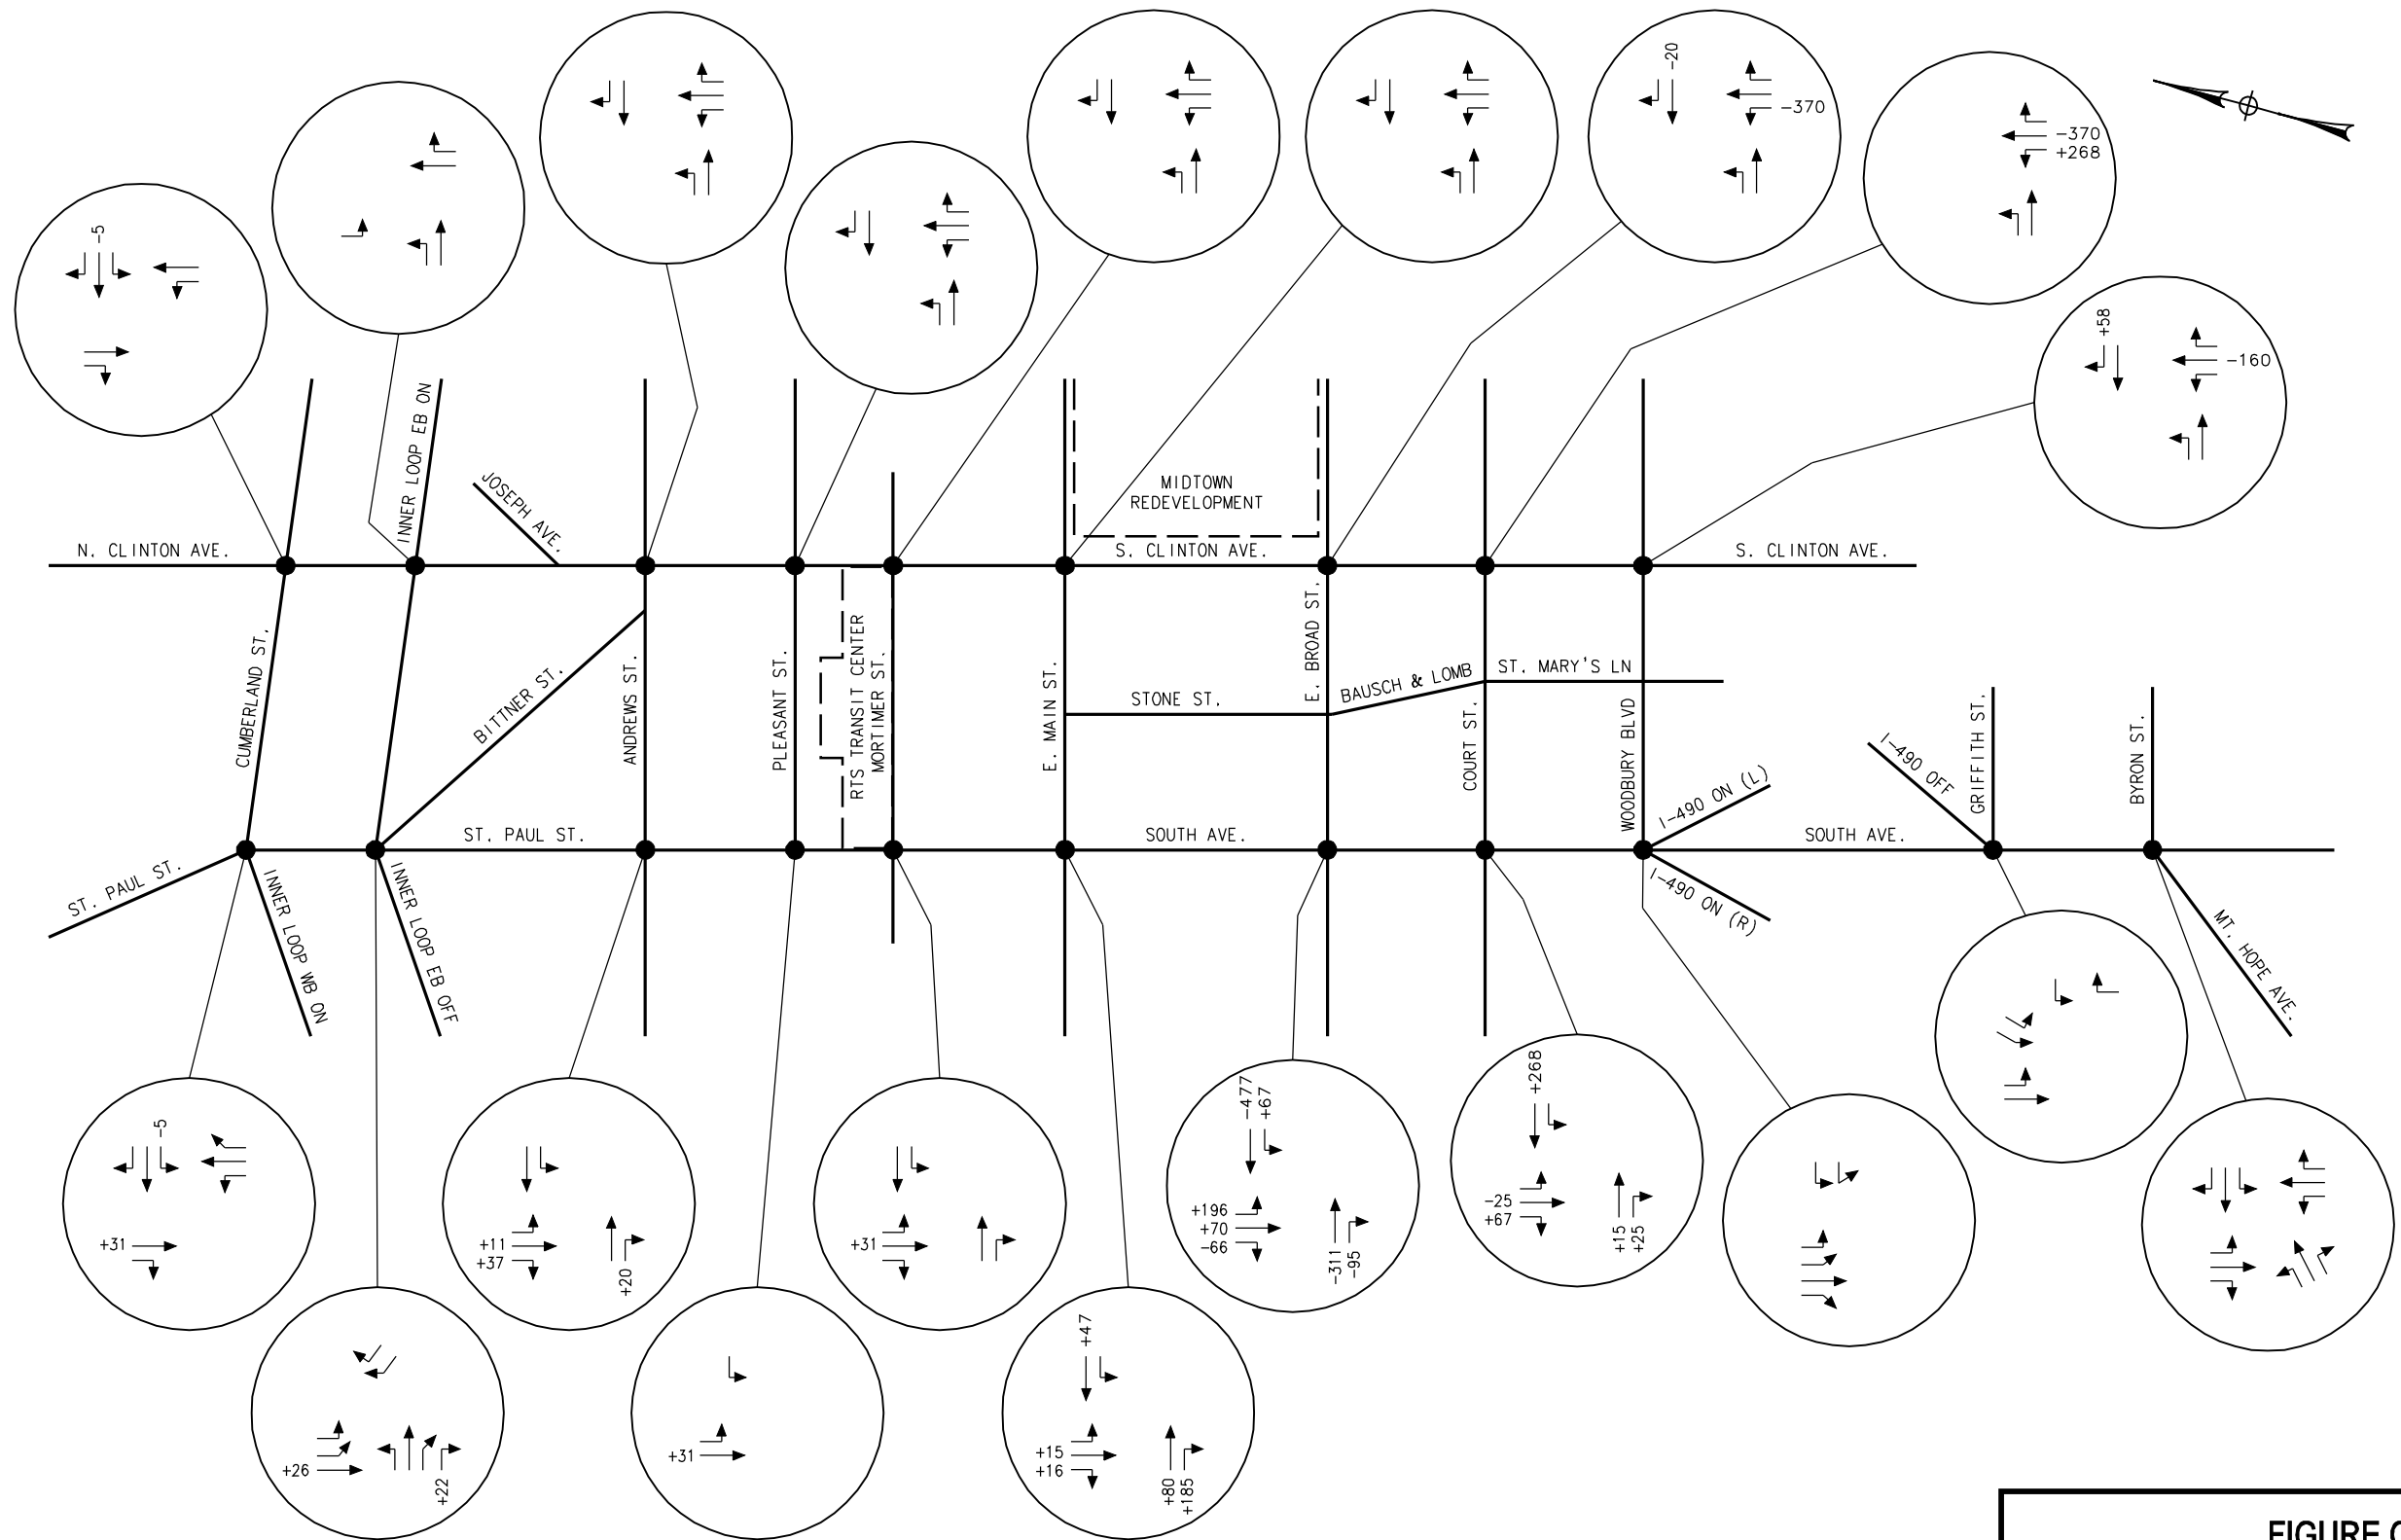 -20
-370
-370
+268
-5
+58
-160
INNER LOOP EB ON
JOSEPH AVE.
MIDTOWN
REDEVELOPMENT
N. CLINTON AVE.
S. CLINTON AVE.
S. CLINTON AVE.
CUMBERLAND ST.
BITTNER ST.
ANDREWS ST.
PLEASANT ST.
RTS TRANSIT CENTER
MORTIMER ST.
E. MAIN ST.
E. BROAD ST.
STONE ST.
BAUSCH & LOMB
ST. MARY'S LN
COURT ST.
WOODBURY BLVD
I-490 ON (L)
I-490 OFF
GRIFFITH ST.
BYRON ST.
ST. PAUL ST.
SOUTH AVE.
SOUTH AVE.
ST. PAUL ST.
INNER LOOP WB ON
INNER LOOP EB OFF
I-490 ON (R)
MT. HOPE AVE.
-5
+31
+26
+22
+11
+37
+20
+31
+31
+47
+15
+16
+80
+185
-477
+67
+196
+70
-66
-311
-95
+268
-25
+67
+15
+25